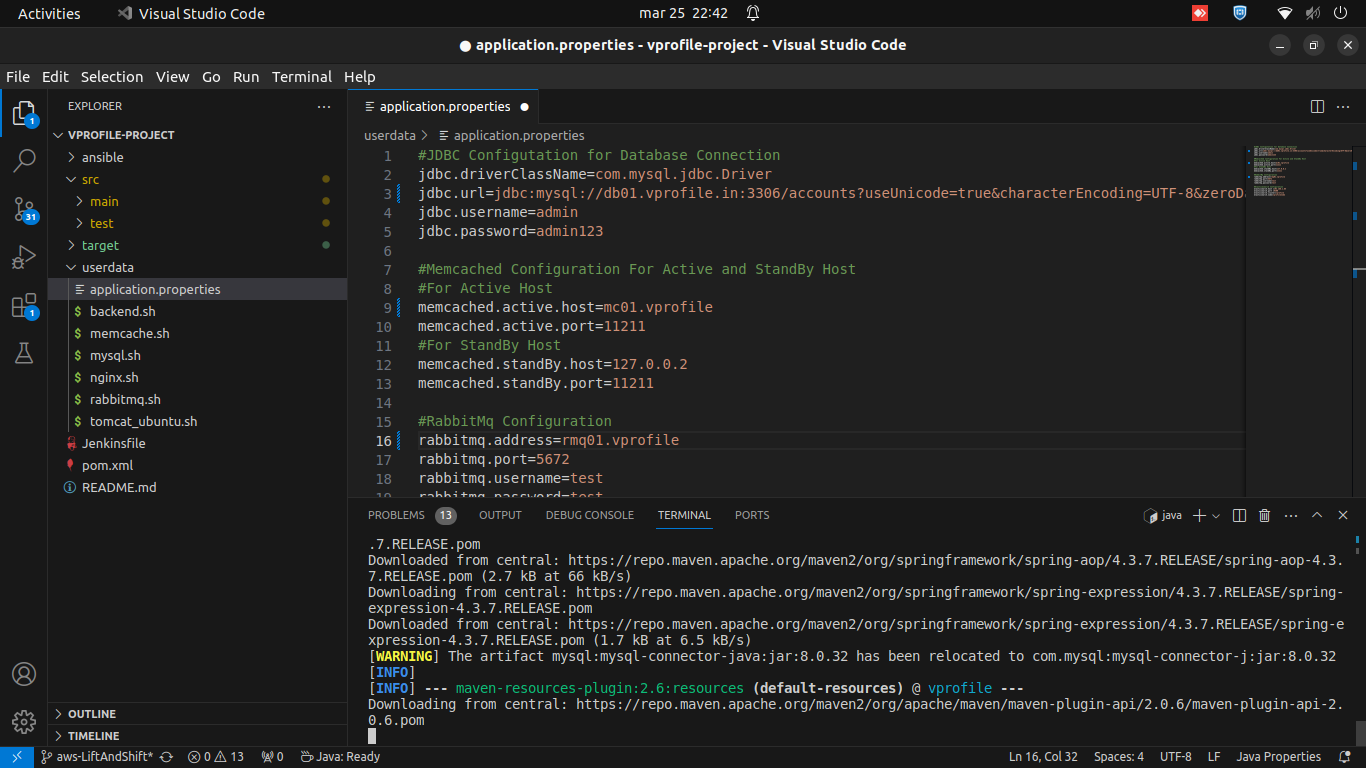 Activities
Visual Studio Code
mar 25 22:42
● application.properties - vprofile-project - Visual Studio Code
File Edit Selection View Go Run Terminal Help
EXPLORER
VPROFILE-PROJECT
ansible
src
main
test
target
userdata
application.properties
backend.sh
memcache.sh
mysql.sh
nginx.sh
rabbitmq.sh
tomcat_ubuntu.sh
Jenkinsfile
pom.xml
README.md
OUTLINE
TIMELINE
1
31
1
application.properties
userdata > application.properties
1 #JDBC Configutation for Database Connection
2 jdbc.driverClassName=com.mysql.jdbc.Driver
3 jdbc.url=jdbc:mysql://db01.vprofile.in:3306/accounts?useUnicode=true&characterEncoding=UTF-8&zeroDa
4 jdbc.username=admin
5 jdbc.password=admin123
6
7 #Memcached Configuration For Active and StandBy Host
8 #For Active Host
9 memcached.active.host=mc01.vprofile
10 memcached.active.port=11211
11 #For StandBy Host
12 memcached.standBy.host=127.0.0.2
13 memcached.standBy.port=11211
14
15 #RabbitMq Configuration
16 rabbitmq.address=rmq01.vprofile
17 rabbitmq.port=5672
18 rabbitmq.username=test
19 rabbitmq.password=test
PROBLEMS 13 OUTPUT DEBUG CONSOLE TERMINAL PORTS
java
.7.RELEASE.pom
Downloaded from central: https://repo.maven.apache.org/maven2/org/springframework/spring-aop/4.3.7.RELEASE/spring-aop-4.3.
7.RELEASE.pom (2.7 kB at 66 kB/s)
Downloading from central: https://repo.maven.apache.org/maven2/org/springframework/spring-expression/4.3.7.RELEASE/spring-
expression-4.3.7.RELEASE.pom
Downloaded from central: https://repo.maven.apache.org/maven2/org/springframework/spring-expression/4.3.7.RELEASE/spring-e
xpression-4.3.7.RELEASE.pom (1.7 kB at 6.5 kB/s)
[WARNING] The artifact mysql:mysql-connector-java:jar:8.0.32 has been relocated to com.mysql:mysql-connector-j:jar:8.0.32
[INFO]
[INFO] --- maven-resources-plugin:2.6:resources (default-resources) @ vprofile ---
Downloading from central: https://repo.maven.apache.org/maven2/org/apache/maven/maven-plugin-api/2.0.6/maven-plugin-api-2.
0.6.pom
aws-LiftAndShift* 0 13 0 Java: Ready
Ln 16, Col 32 Spaces: 4 UTF-8 LF Java Properties